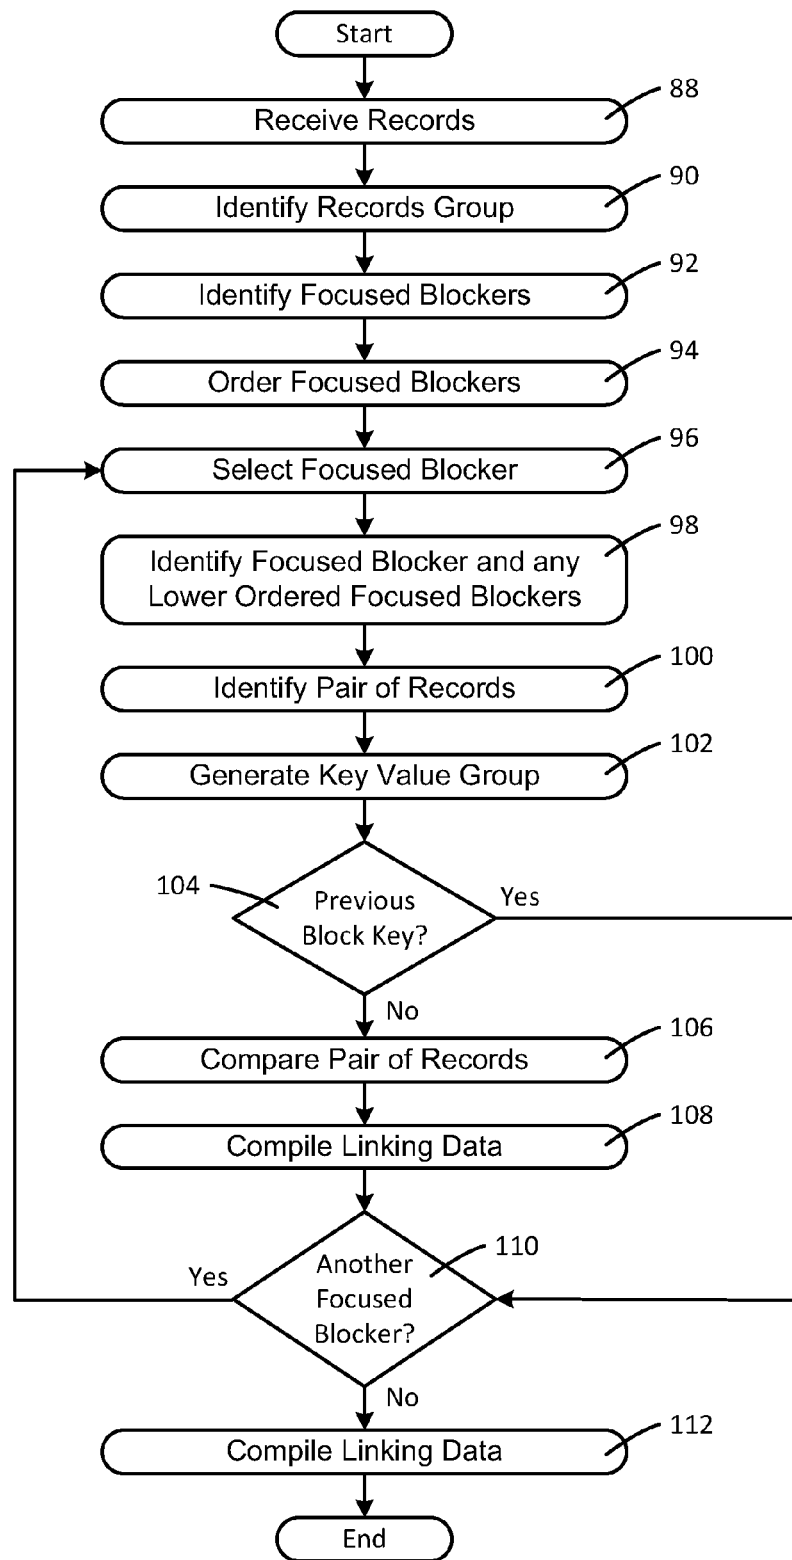 Start
88
Receive Records
90
Identify Records Group
92
Identify Focused Blockers
94
Order Focused Blockers
96
Select Focused Blocker
98
Identify Focused Blocker and any
Lower Ordered Focused Blockers
100
Identify Pair of Records
102
Generate Key Value Group
104
Previous
Block Key?
Yes
No
106
Compare Pair of Records
108
Compile Linking Data
110
Another
Focused
Blocker?
Yes
No
112
Compile Linking Data
End